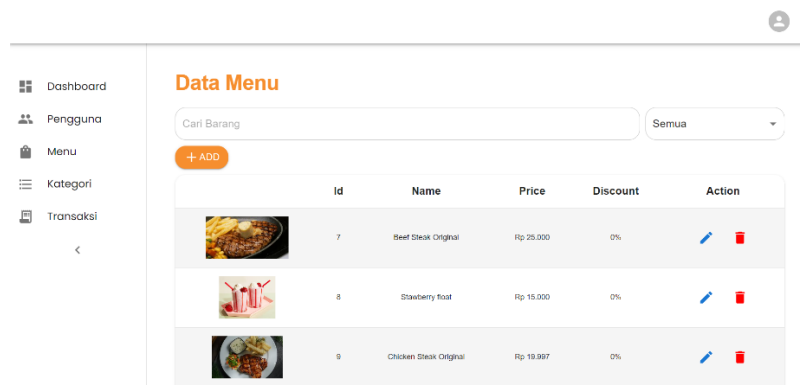 Data Menu
Dashboard
Pengguna
Menu
Kategori
Transaksi
Cari Barang
Semua
ADD
Id Name Price Discount Action
7 Beef Steak Original Rp 25.000 0%
8 Stawberry float Rp 15.000 0%
9 Chicken Steak Original Rp 19.997 0%